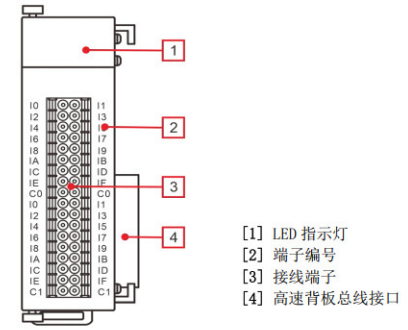 1
I0 I1
I2 I3
I4 2
I6 I7
I8 I9
IA IB
IC ID
IE 3 IF
C0 C0
I0 I1
I2 I3
I4 I5
I6 I7 4
I8 I9
IA IB
IC ID
IE IF
C1 C1
[1] LED 指示灯
[2] 端子编号
[3] 接线端子
[4] 高速背板总线接口